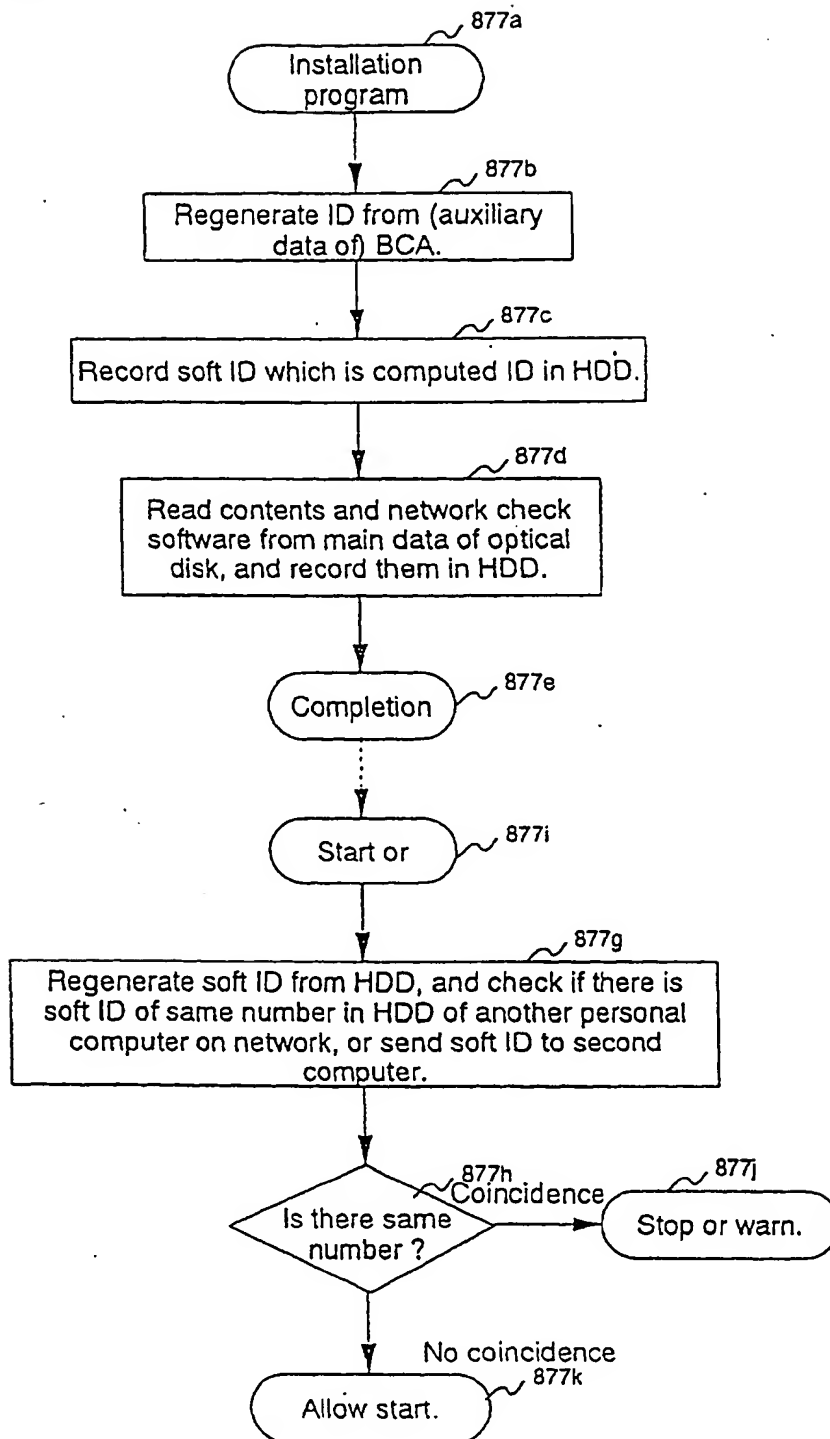 877a
Installation
program
877b
Regenerate ID from (auxiliary
data of) BCA.
877c
Record soft ID which is computed ID in HDD.
877d
Read contents and network check
software from main data of optical
disk, and record them in HDD.
877e
Completion
877i
Start or
877g
Regenerate soft ID from HDD, and check if there is
soft ID of same number in HDD of another personal
computer on network, or send soft ID to second
computer.
877h
Coincidence
Is there same
number ?
877j
Stop or warn.
No coincidence
877k
Allow start.